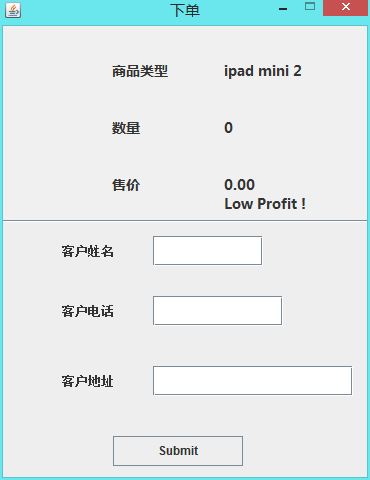 下单
商品类型 ipad mini 2
数量 0
售价 0.00
Low Profit !
客户姓名
客户电话
客户地址
Submit